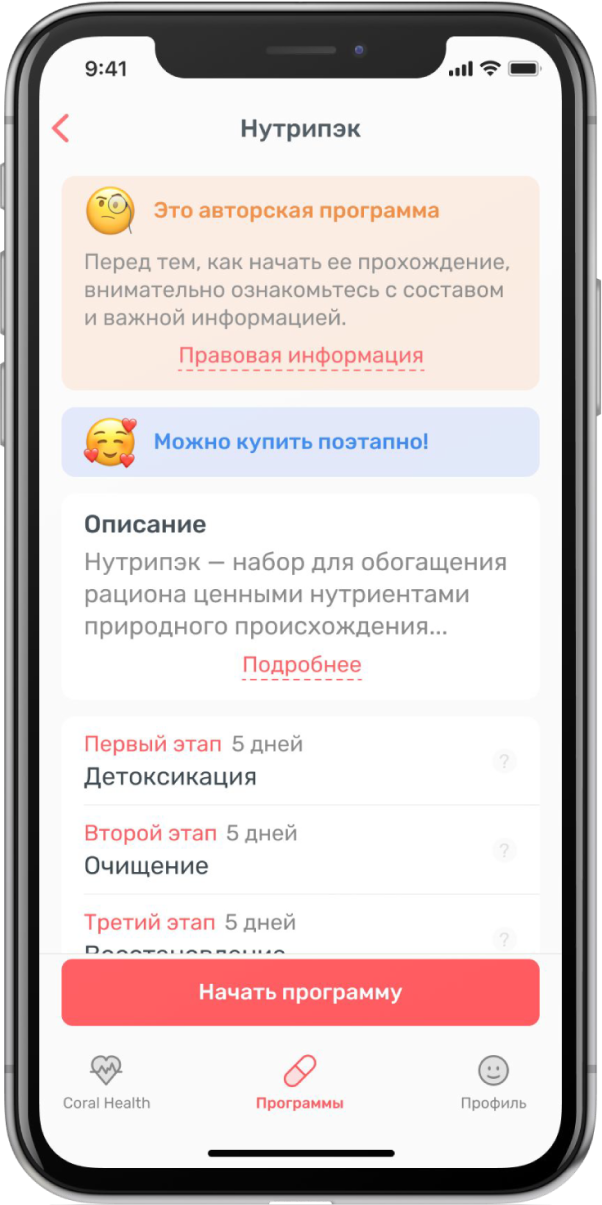 9:41
Нутрипэк
Это авторская программа
Перед тем, как начать ее прохождение,
внимательно ознакомьтесь с составом
и важной информацией.
Правовая информация
Можно купить поэтапно!
Описание
Нутрипэк — набор для обогащения
рациона ценными нутриентами
природного происхождения...
Подробнее
Первый этап 5 дней
?
Детоксикация
Второй этап 5 дней
?
Очищение
Третий этап 5 дней
?
Восстановление
Начать программу
Coral Health
Программы
Профиль